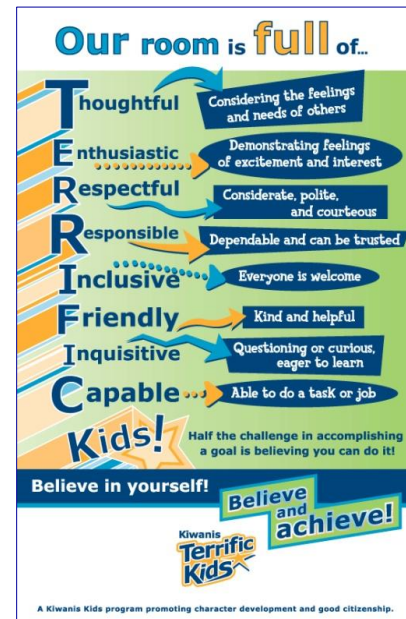 Our room is full of...
Thoughtful
Considering the feelings
and needs of others
Enthusiastic
Demonstrating feelings
of excitement and interest
Respectful
Considerate, polite,
and courteous
Responsible
Dependable and can be trusted
Inclusive
Everyone is welcome
Friendly
Kind and helpful
Inquisitive
Questioning or curious,
eager to learn
Capable
Able to do a task or job
Kids!
Half the challenge in accomplishing
a goal is believing you can do it!
Believe in yourself!
Believe
and
achieve!
Kiwanis
Terrific
Kids
A Kiwanis Kids program promoting character development and good citizenship.